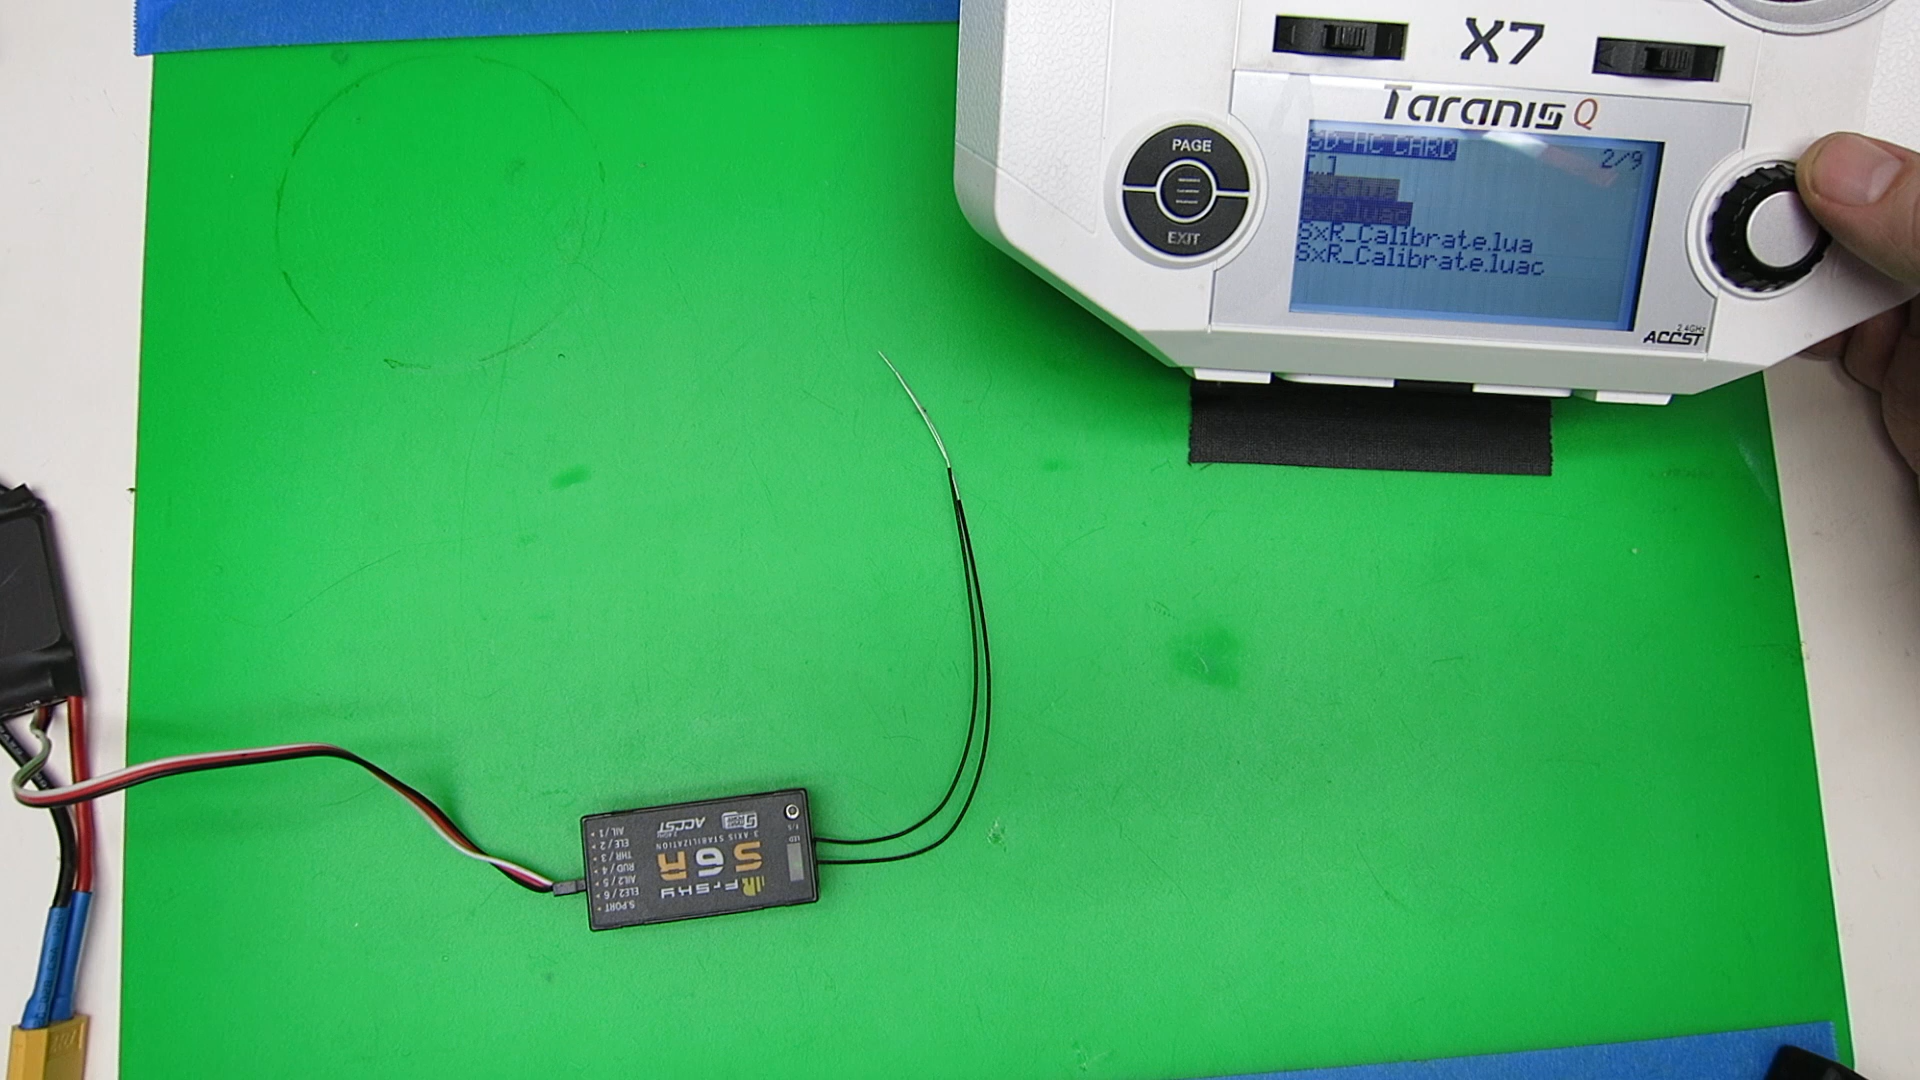 X7
Taranis Q
PAGE
EXIT
SD-HC CARD
2/9
[..]
SxR.lua
SxR.luac
SxR_Calibrate.lua
SxR_Calibrate.luac
2.4GHz
ACCST
FrSKY
S6R
3 AXIS STABILIZATION
ACCST
F/S
LED
S.PORT
ELE2 / 6
AIL2 / 5
RUD / 4
THR / 3
ELE / 2
AIL / 1